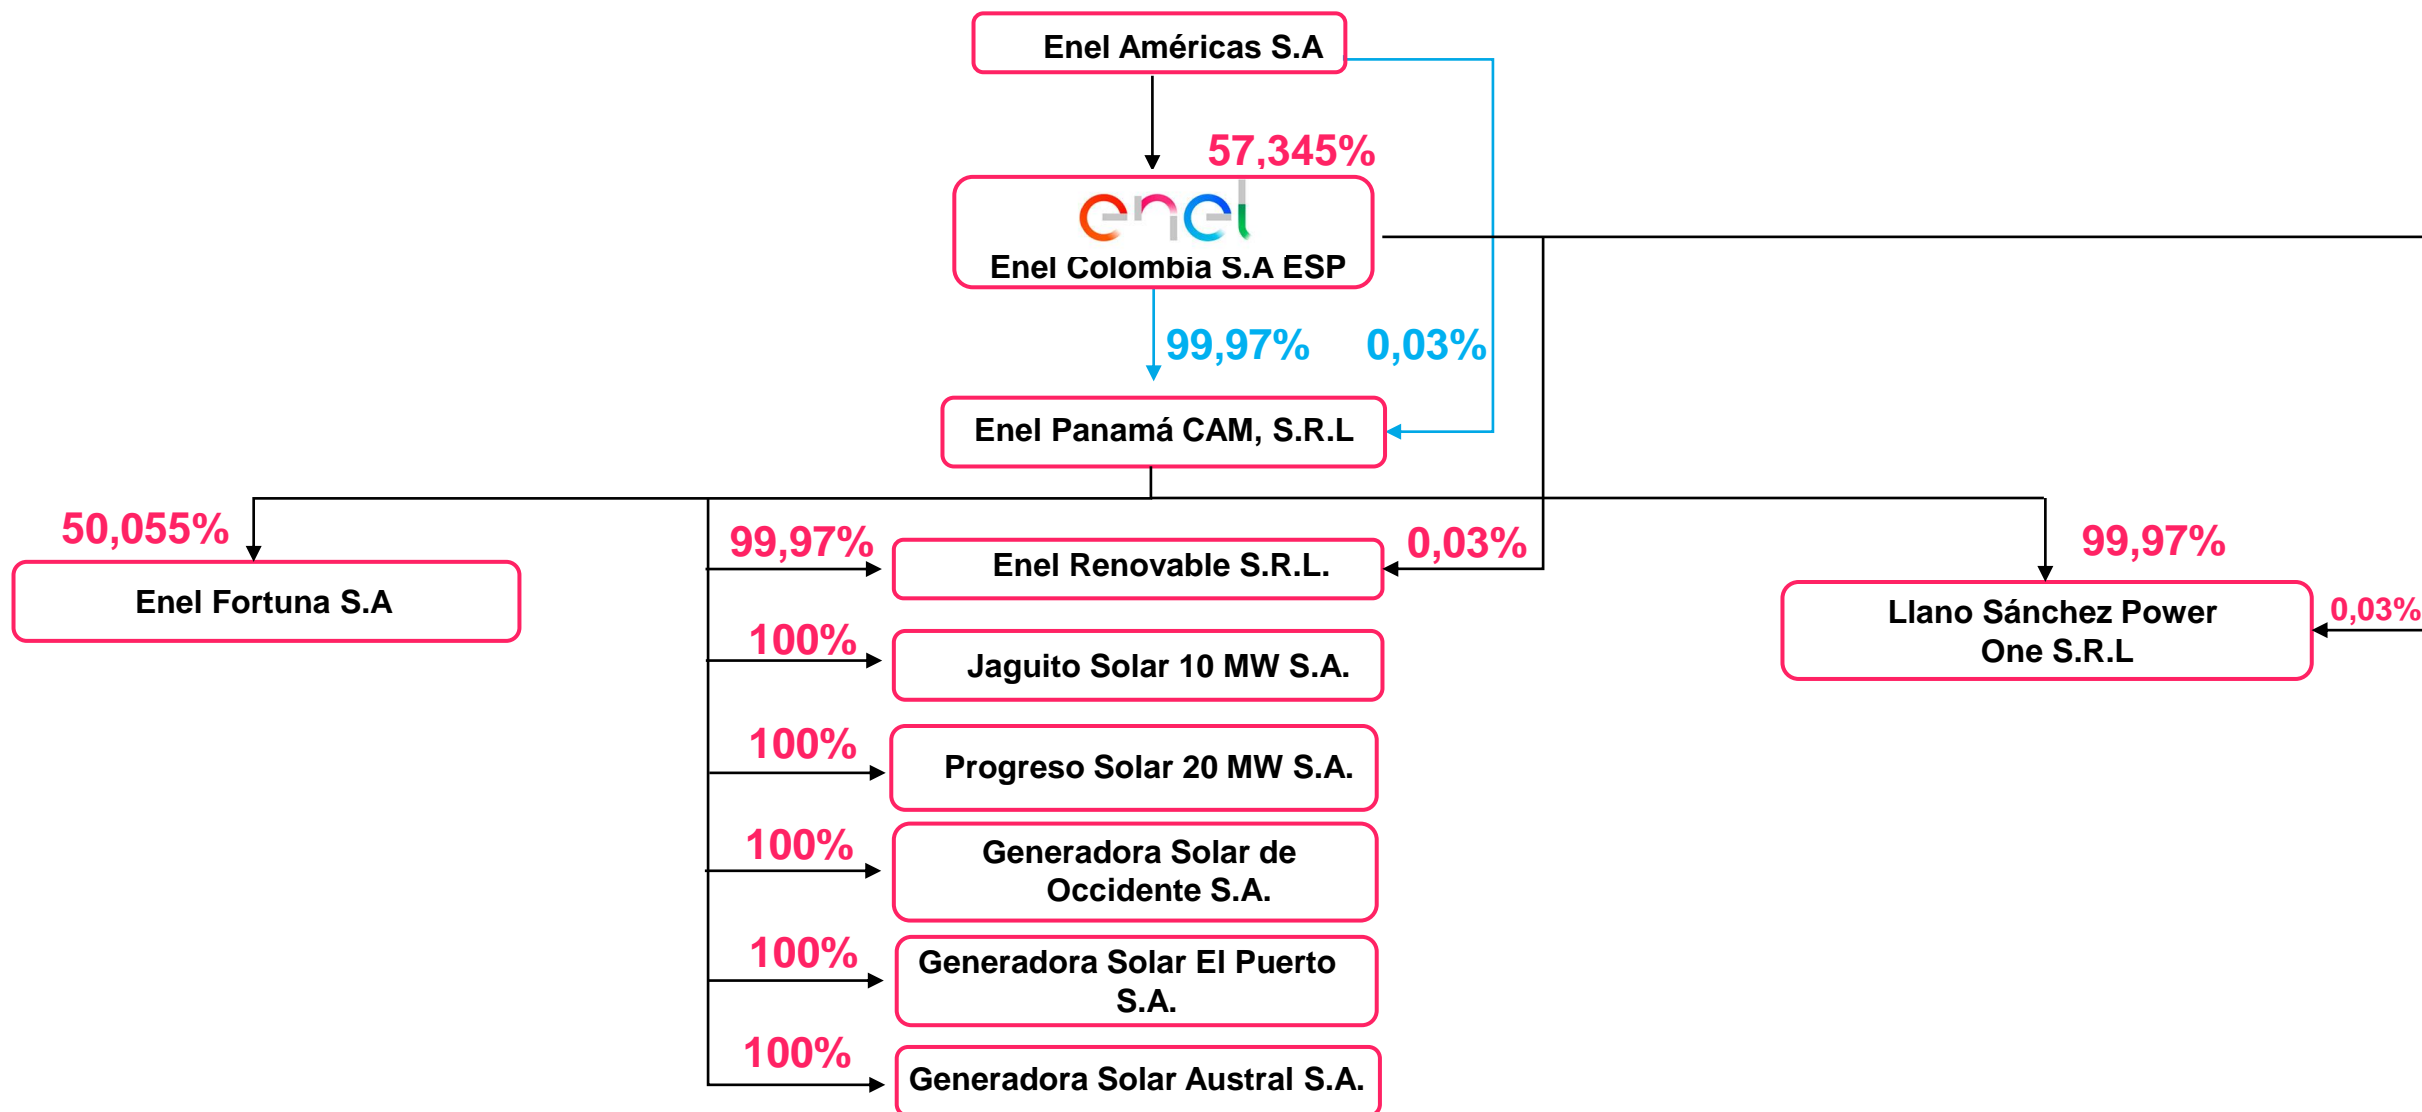 Enel Américas S.A
57,345%
enel
Enel Colombia S.A ESP
99,97%
0,03%
Enel Panamá CAM, S.R.L
50,055%
Enel Fortuna S.A
99,97%
Enel Renovable S.R.L.
0,03%
99,97%
Llano Sánchez Power
One S.R.L
0,03%
100%
Jaguito Solar 10 MW S.A.
100%
Progreso Solar 20 MW S.A.
100%
Generadora Solar de
Occidente S.A.
100%
Generadora Solar El Puerto
S.A.
100%
Generadora Solar Austral S.A.